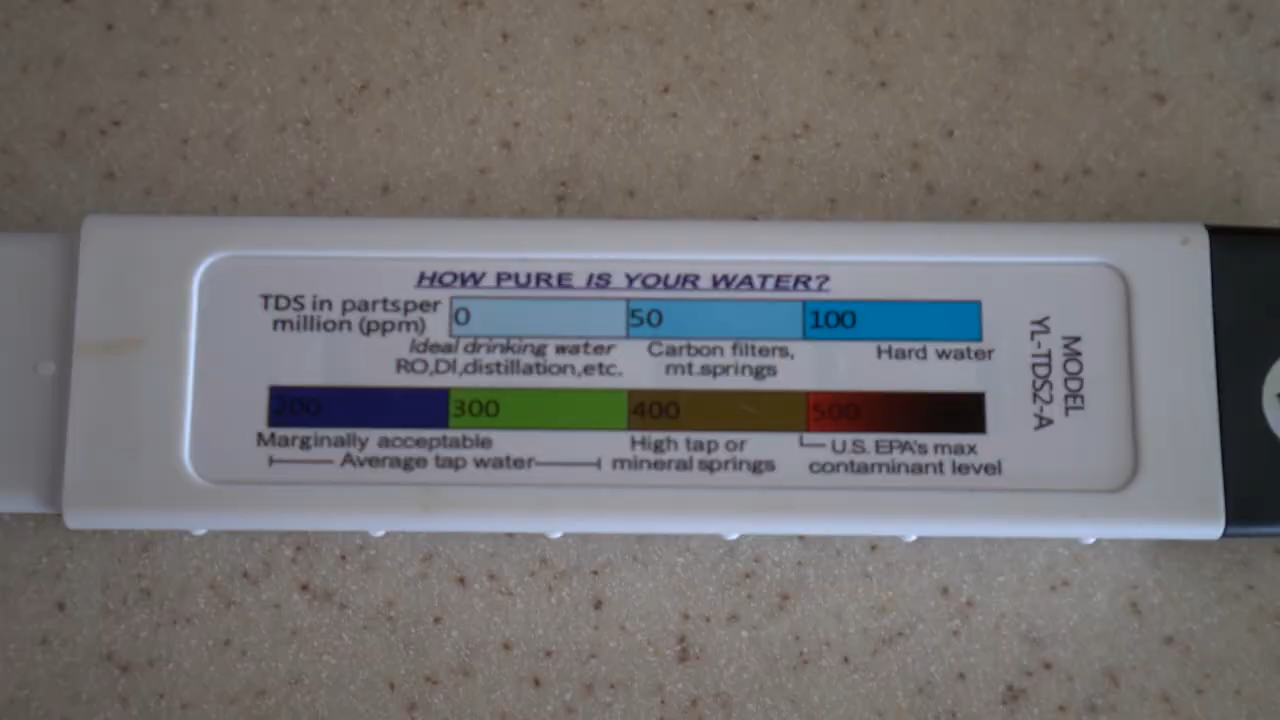 HOW PURE IS YOUR WATER?
TDS in partsper
million (ppm)
0 50 100
Ideal drinking water
RO,DI,distillation,etc.
Carbon filters,
mt.springs
Hard water
200 300 400 500
Marginally acceptable
Average tap water
High tap or
mineral springs
U.S. EPA's max
contaminant level
MODEL
YL-TDS2-A